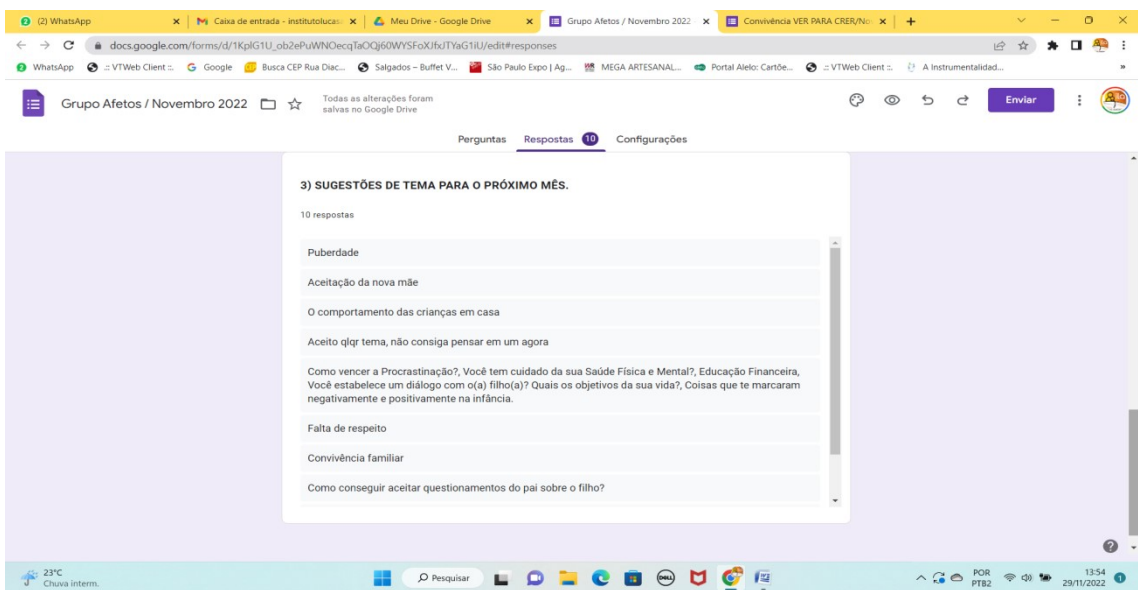 (2) WhatsApp
Caixa de entrada - institutolucas
Meu Drive - Google Drive
Grupo Afetos / Novembro 2022
Convivência VER PARA CRER/No
docs.google.com/forms/d/1KplG1U_ob2ePuWNOecqTaOQj60WYSFoXJfxJTYaG1iU/edit#responses
WhatsApp
.:: VTWeb Client ::.
Google
Busca CEP Rua Diac...
Salgados – Buffet V...
São Paulo Expo | Ag...
MEGA ARTESANAL...
Portal Alelo: Cartõe...
.:: VTWeb Client ::.
A Instrumentalidad...
Grupo Afetos / Novembro 2022
Todas as alterações foram
salvas no Google Drive
Enviar
Perguntas Respostas 10 Configurações
3) SUGESTÕES DE TEMA PARA O PRÓXIMO MÊS.
10 respostas
Puberdade
Aceitação da nova mãe
O comportamento das crianças em casa
Aceito qlqr tema, não consiga pensar em um agora
Como vencer a Procrastinação?, Você tem cuidado da sua Saúde Física e Mental?, Educação Financeira,
Você estabelece um diálogo com o(a) filho(a)? Quais os objetivos da sua vida?, Coisas que te marcaram
negativamente e positivamente na infância.
Falta de respeito
Convivência familiar
Como conseguir aceitar questionamentos do pai sobre o filho?
23°C
Chuva interm.
Pesquisar
DELL
POR
PTB2
13:54
29/11/2022
1